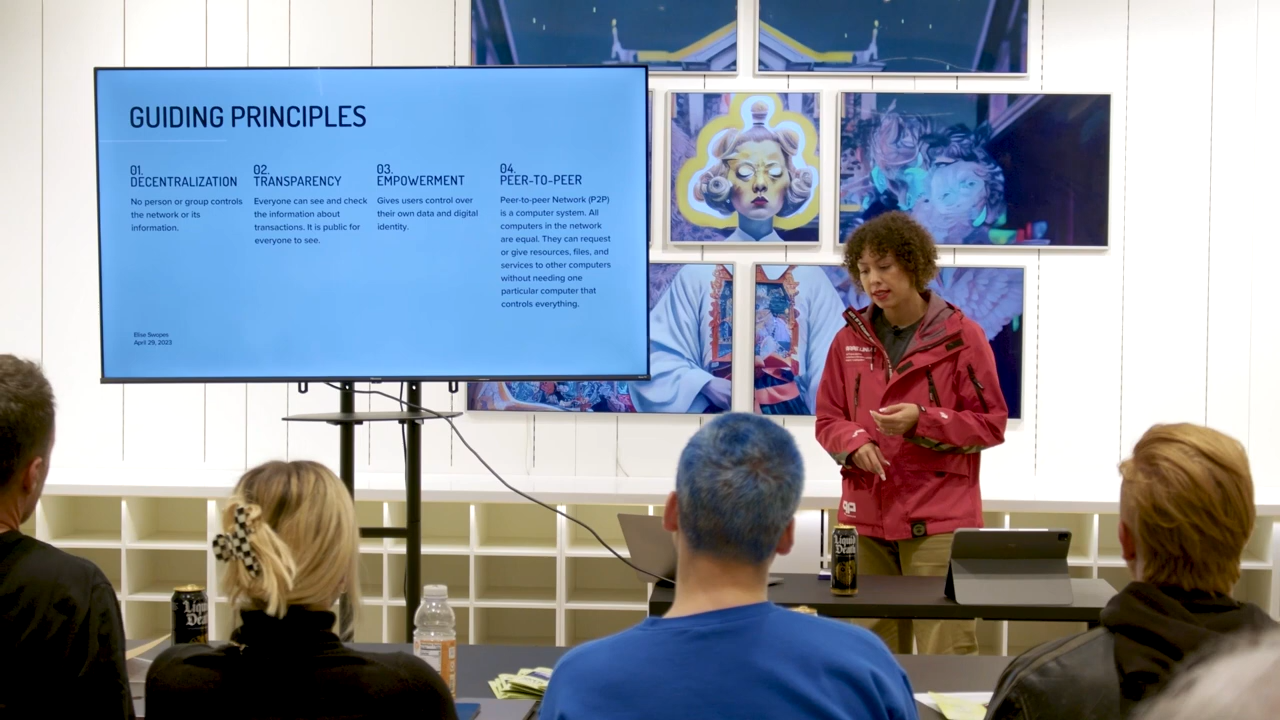 GUIDING PRINCIPLES
01.
DECENTRALIZATION
No person or group controls
the network or its
information.
02.
TRANSPARENCY
Everyone can see and check
the information about
transactions. It is public for
everyone to see.
03.
EMPOWERMENT
Gives users control over
their own data and digital
identity.
04.
PEER-TO-PEER
Peer-to-peer Network (P2P)
is a computer system. All
computers in the network
are equal. They can request
or give resources, files, and
services to other computers
without needing one
particular computer that
controls everything.
Elise Swopes
April 29, 2023
Liquid
Death
Liquid
Death